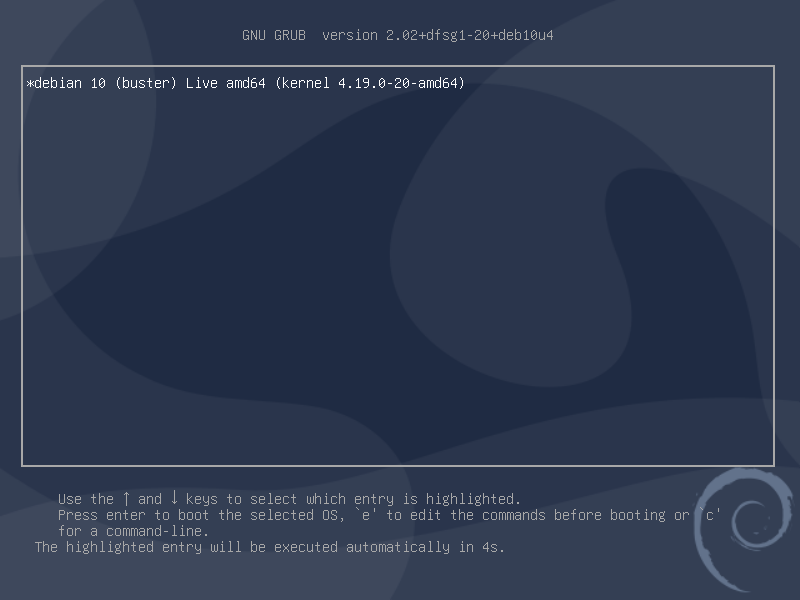 GNU GRUB  version 2.02+dfsg1-20+deb10u4
*debian 10 (buster) Live amd64 (kernel 4.19.0-20-amd64)
Use the ↑ and ↓ keys to select which entry is highlighted.
Press enter to boot the selected OS, `e' to edit the commands before booting or `c'
for a command-line.
The highlighted entry will be executed automatically in 4s.